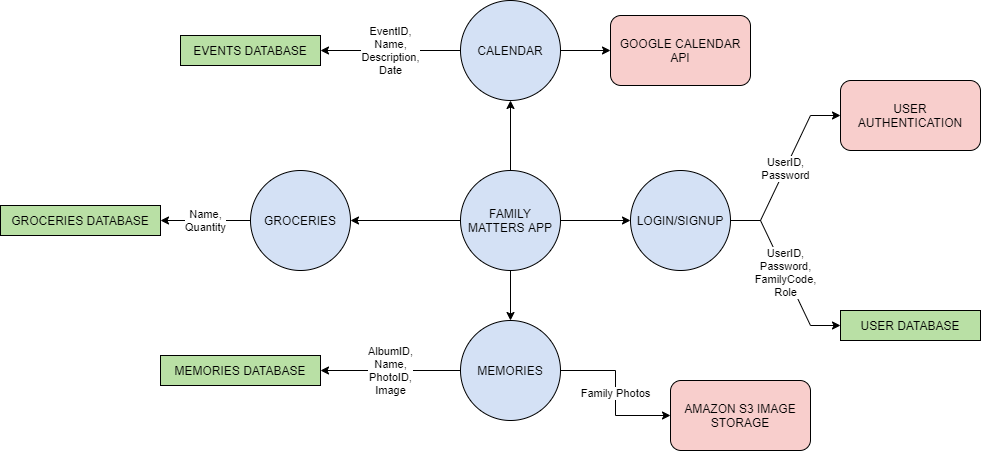 EVENTS DATABASE
EventID,
Name,
Description,
Date
CALENDAR
GOOGLE CALENDAR
API
USER
AUTHENTICATION
UserID,
Password
GROCERIES DATABASE
Name,
Quantity
GROCERIES
FAMILY
MATTERS APP
LOGIN/SIGNUP
UserID,
Password,
FamilyCode,
Role
USER DATABASE
MEMORIES DATABASE
AlbumID,
Name,
PhotoID,
Image
MEMORIES
Family Photos
AMAZON S3 IMAGE
STORAGE